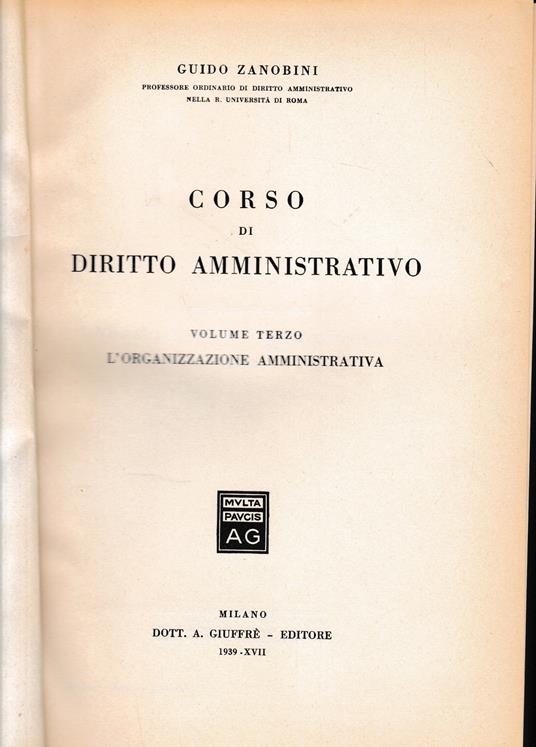 GUIDO ZANOBINI
PROFESSORE ORDINARIO DI DIRITTO AMMINISTRATIVO
NELLA R. UNIVERSITÀ DI ROMA
CORSO
DI
DIRITTO AMMINISTRATIVO
VOLUME TERZO
L'ORGANIZZAZIONE AMMINISTRATIVA
MVLTA
PAVCIS
AG
MILANO
DOTT. A. GIUFFRÈ - EDITORE
1939 - XVII